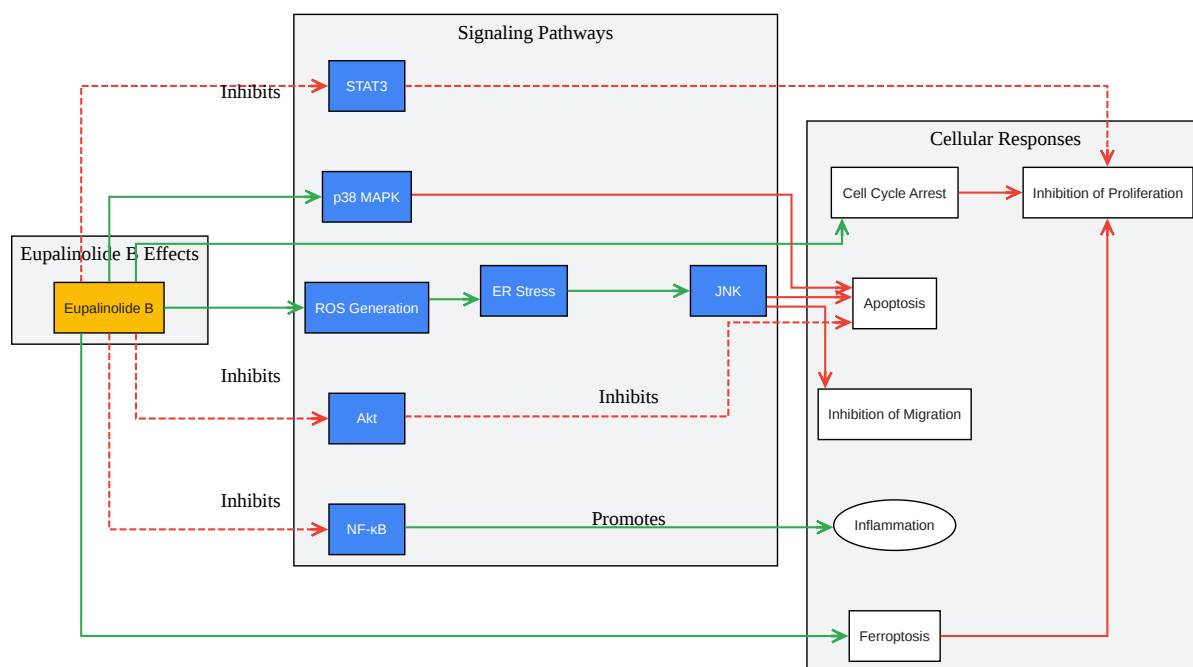 Signaling Pathways
STAT3
Inhibits
Cellular Responses
p38 MAPK
Cell Cycle Arrest
Inhibition of Proliferation
Eupalinolide B Effects
Eupalinolide B
ROS Generation
ER Stress
JNK
Apoptosis
Inhibits
Inhibits
Akt
Inhibition of Migration
Inhibits
NF-κB
Promotes
Inflammation
Ferroptosis